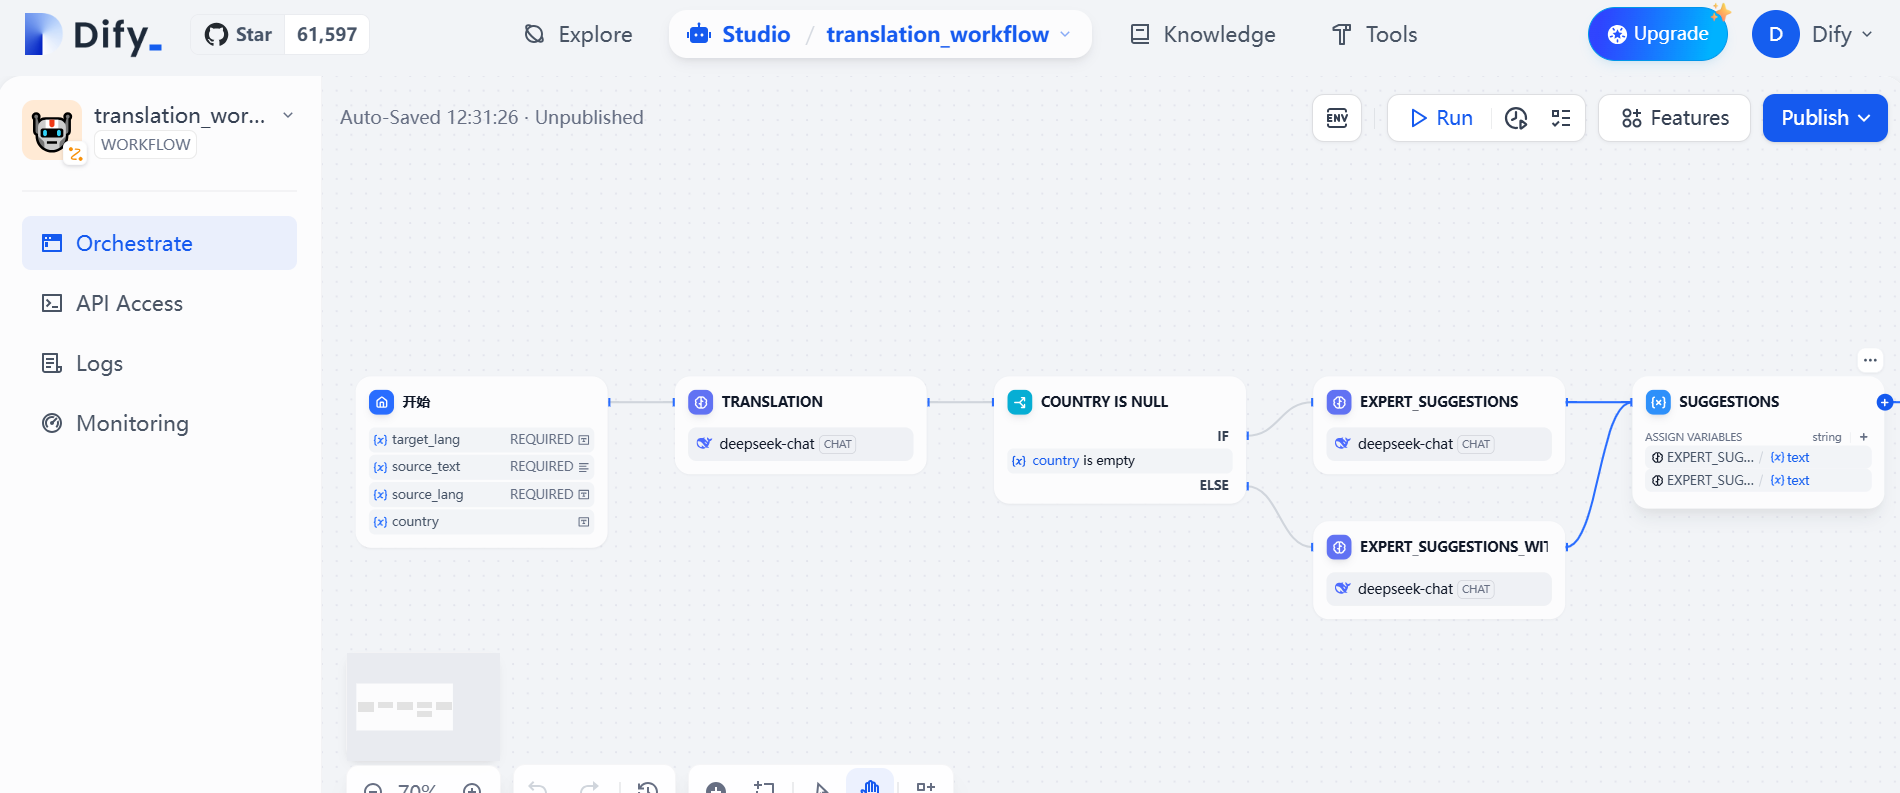 Dify_
Star 61,597
Explore
Studio / translation_workflow
Knowledge
Tools
Upgrade
D Dify
translation_wor...
WORKFLOW
Orchestrate
API Access
Logs
Monitoring
Auto-Saved 12:31:26 · Unpublished
ENV
Run
Features
Publish
开始
{x} target_lang REQUIRED
{x} source_text REQUIRED
{x} source_lang REQUIRED
{x} country
TRANSLATION
deepseek-chat CHAT
COUNTRY IS NULL
IF
{x} country is empty
ELSE
EXPERT_SUGGESTIONS
deepseek-chat CHAT
EXPERT_SUGGESTIONS_WIT
deepseek-chat CHAT
{x} SUGGESTIONS
ASSIGN VARIABLES string +
EXPERT_SUG... / {x} text
EXPERT_SUG... / {x} text
70%